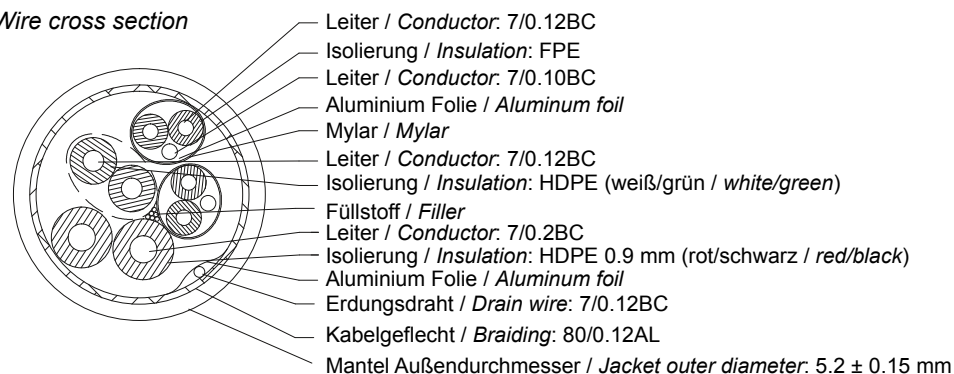 Wire cross section
Leiter / Conductor: 7/0.12BC
Isolierung / Insulation: FPE
Leiter / Conductor: 7/0.10BC
Aluminium Folie / Aluminum foil
Mylar / Mylar
Leiter / Conductor: 7/0.12BC
Isolierung / Insulation: HDPE (weiß/grün / white/green)
Füllstoff / Filler
Leiter / Conductor: 7/0.2BC
Isolierung / Insulation: HDPE 0.9 mm (rot/schwarz / red/black)
Aluminium Folie / Aluminum foil
Erdungsdraht / Drain wire: 7/0.12BC
Kabelgeflecht / Braiding: 80/0.12AL
Mantel Außendurchmesser / Jacket outer diameter: 5.2 ± 0.15 mm